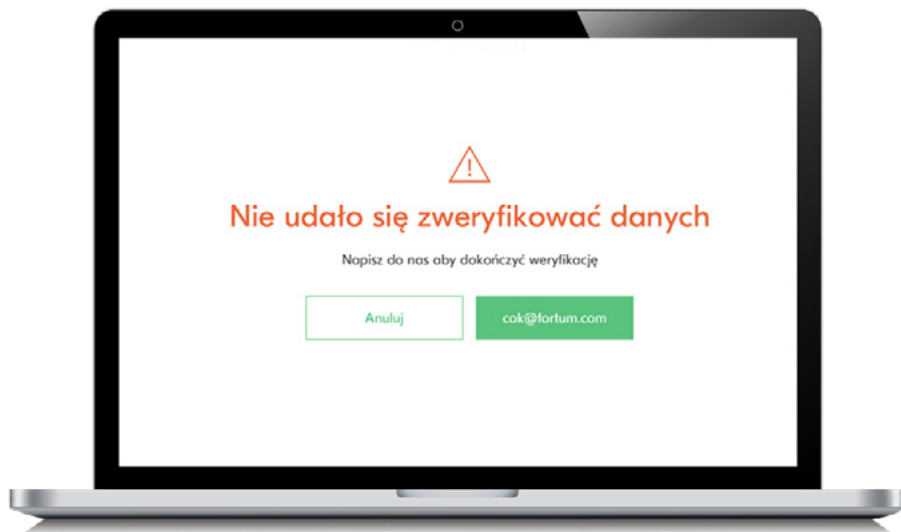 Nie udało się zweryfikować danych
Napisz do nas aby dokończyć weryfikację
Anuluj cok@fortum.com